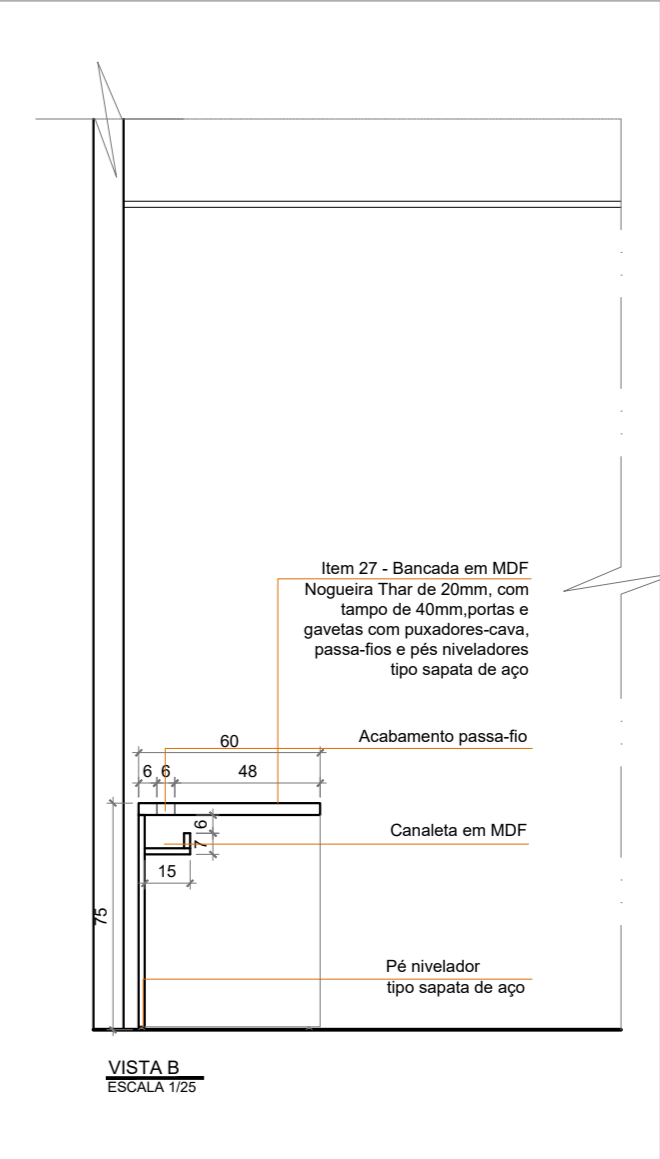 Item 27 - Bancada em MDF
Nogueira Thar de 20mm, com
tampo de 40mm,portas e
gavetas com puxadores-cava,
passa-fios e pés niveladores
tipo sapata de aço
Acabamento passa-fio
60
6 6 48
6
Canaleta em MDF
7
15
75
Pé nivelador
tipo sapata de aço
VISTA B
ESCALA 1/25